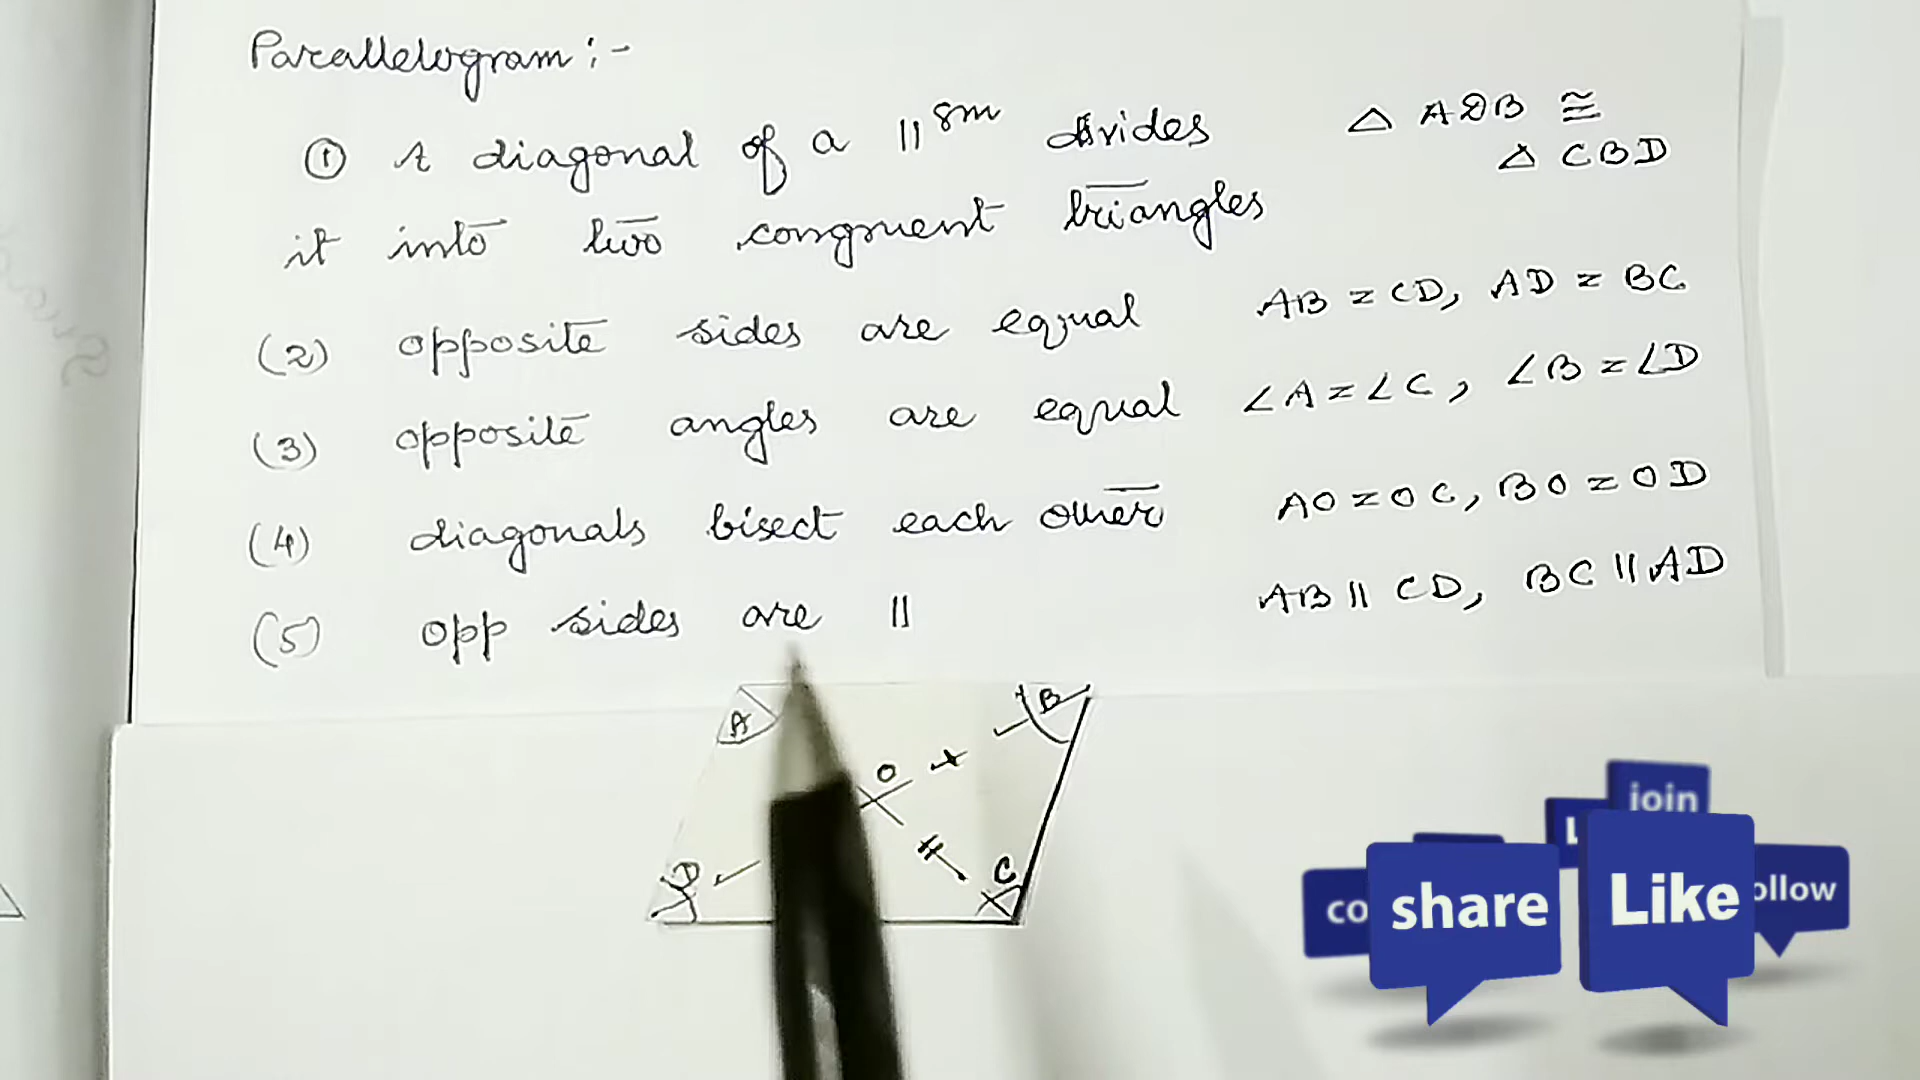 Parallelogram :-
① A diagonal of a ||gm divides
△ ADB ≅
△ CBD
it into two congruent triangles
(2) opposite sides are equal AB = CD, AD = BC
(3) opposite angles are equal ∠A = ∠C, ∠B = ∠D
(4) diagonals bisect each other AO = OC, BO = OD
(5) opp sides are || AB || CD, BC || AD
A
B
O
D
C
join
L
share
Like
co
ollow